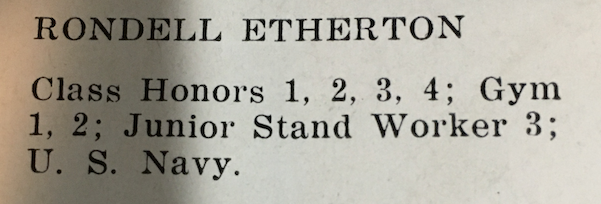 RONDELL ETHERTON
Class Honors 1, 2, 3, 4; Gym
1, 2; Junior Stand Worker 3;
U. S. Navy.